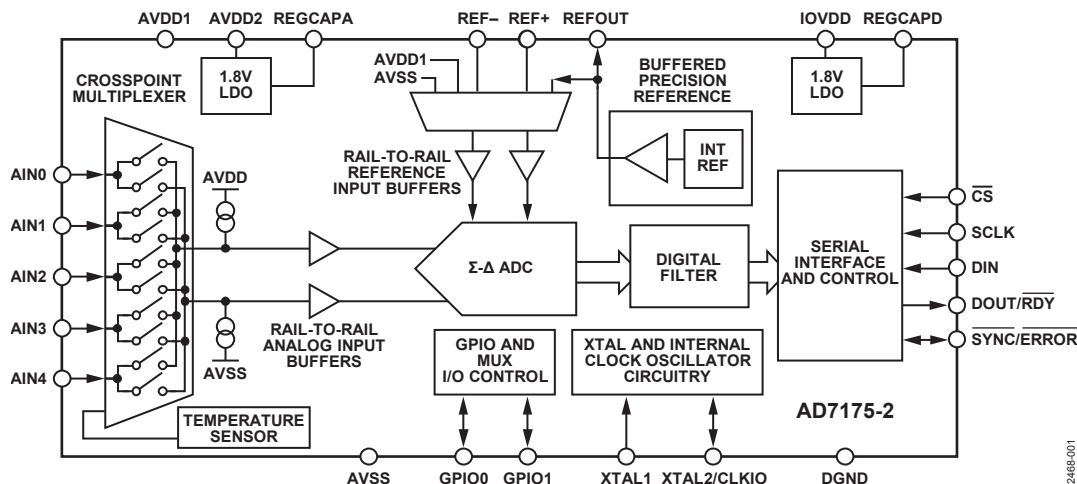 AVDD1 AVDD2 REGCAPA REF– REF+ REFOUT IOVDD REGCAPD
CROSSPOINT
MULTIPLEXER
1.8V
LDO
AVDD1
AVSS
BUFFERED
PRECISION
REFERENCE
1.8V
LDO
INT
REF
RAIL-TO-RAIL
REFERENCE
INPUT BUFFERS
AVDD
AIN0
AIN1
AIN2
AIN3
AIN4
Σ-Δ ADC
DIGITAL
FILTER
SERIAL
INTERFACE
AND CONTROL
CS
SCLK
DIN
DOUT/RDY
SYNC/ERROR
RAIL-TO-RAIL
ANALOG INPUT
BUFFERS
AVSS
GPIO AND
MUX
I/O CONTROL
XTAL AND INTERNAL
CLOCK OSCILLATOR
CIRCUITRY
TEMPERATURE
SENSOR
AD7175-2
AVSS GPIO0 GPIO1 XTAL1 XTAL2/CLKIO DGND
2468-001